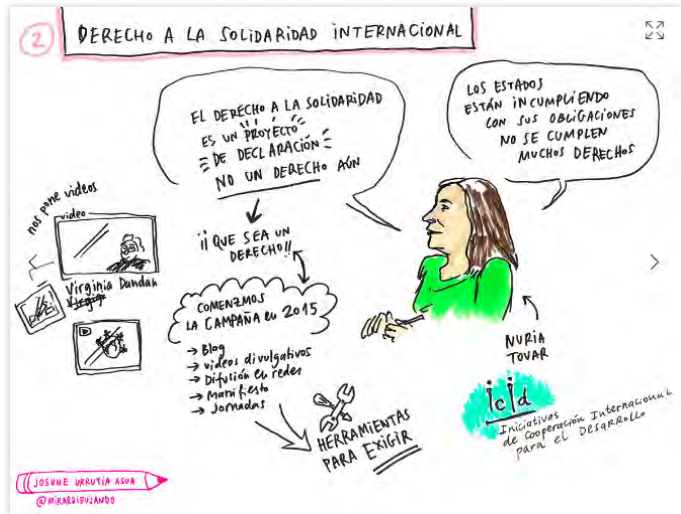 2
DERECHO A LA SOLIDARIDAD INTERNACIONAL
EL DERECHO A LA SOLIDARIDAD
ES UN PROYECTO
DE DECLARACIÓN
NO UN DERECHO AÚN
LOS ESTADOS
ESTÁN INCUMPLIENDO
CON SUS OBLIGACIONES
NO SE CUMPLEN
MUCHOS DERECHOS
nos pone videos
video
Virginia Dandan
¡¡QUE SEA UN
DERECHO!!
COMENZMOS
LA CAMPAÑA en 2015
→ Blog
→ videos divulgativos
→ Difusión en redes
→ Manifiesto
→ Jornadas
HERRAMIENTAS
PARA EXIGIR
NURIA
TOVAR
icid
Iniciativas
de Cooperación Internacional
para el Desarrollo
JOSUNE URRUTIA ASUA
@MIRARDIBUJANDO